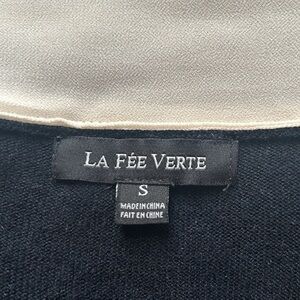 LA FÉE VERTE
S
MADE IN CHINA
FAIT EN CHINE